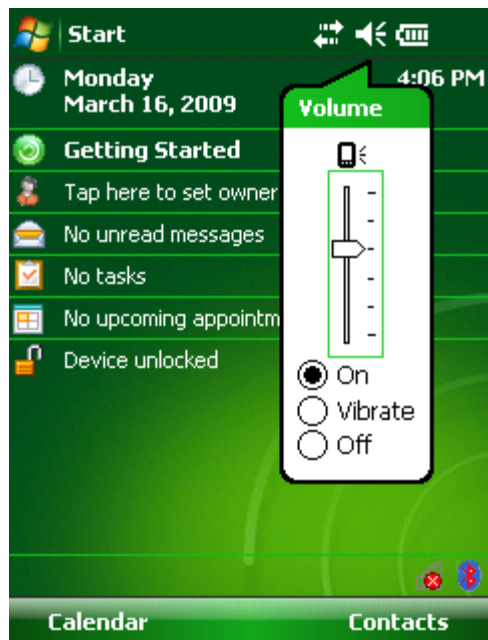 Start
Monday 4:06 PM
March 16, 2009
Volume
Getting Started
Tap here to set owner
No unread messages
No tasks
No upcoming appointm
Device unlocked
On
Vibrate
Off
Calendar Contacts